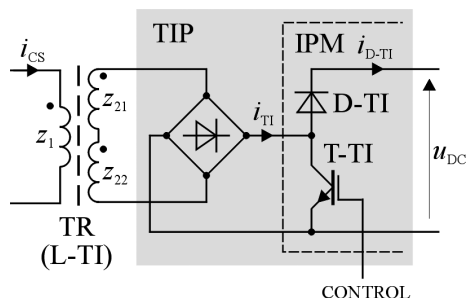 TIP
IPM
i_CS
i_D-TI
z_21
D-TI
i_TI
z_1
T-TI
u_DC
z_22
TR
(L-TI)
CONTROL